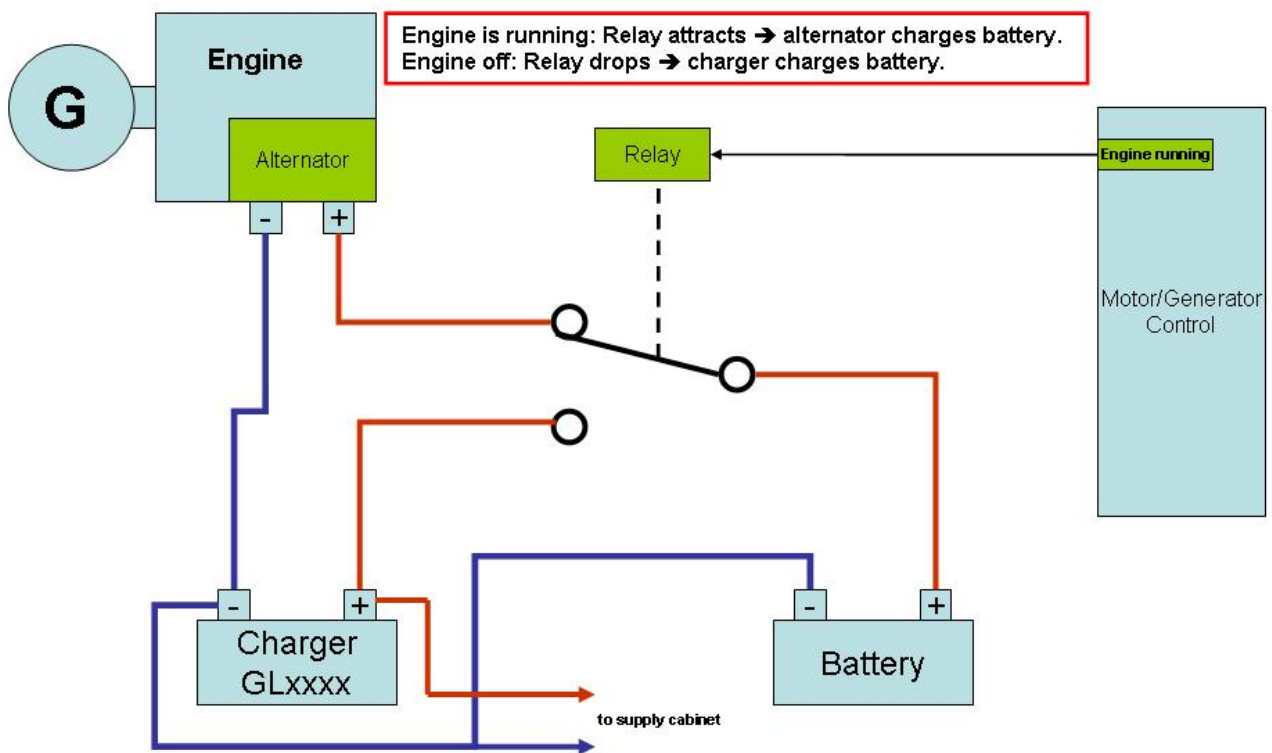 Engine is running: Relay attracts ➔ alternator charges battery.
Engine off: Relay drops ➔ charger charges battery.
Engine
G
Alternator
Relay
Engine running
- +
Motor/Generator
Control
- +
- +
Charger
GLxxxx
Battery
to supply cabinet